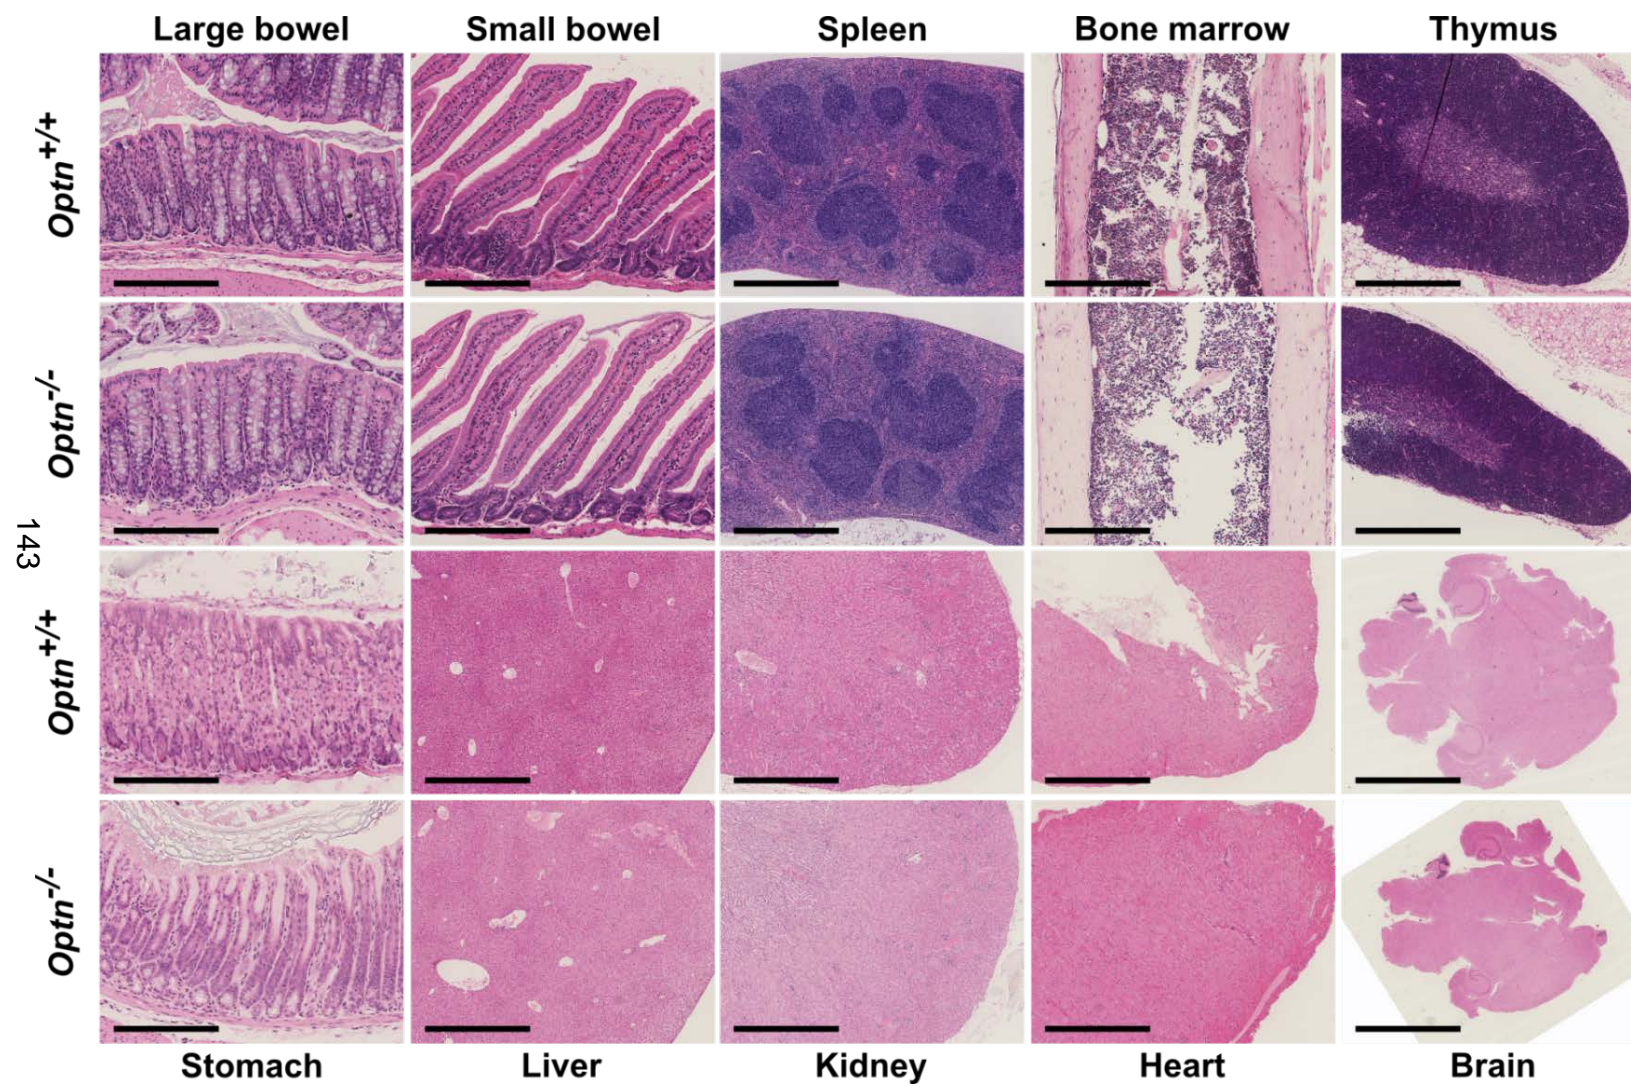 Large bowel Small bowel Spleen Bone marrow Thymus
Optn+/+
Optn-/-
143
Optn+/+
Optn-/-
Stomach Liver Kidney Heart Brain